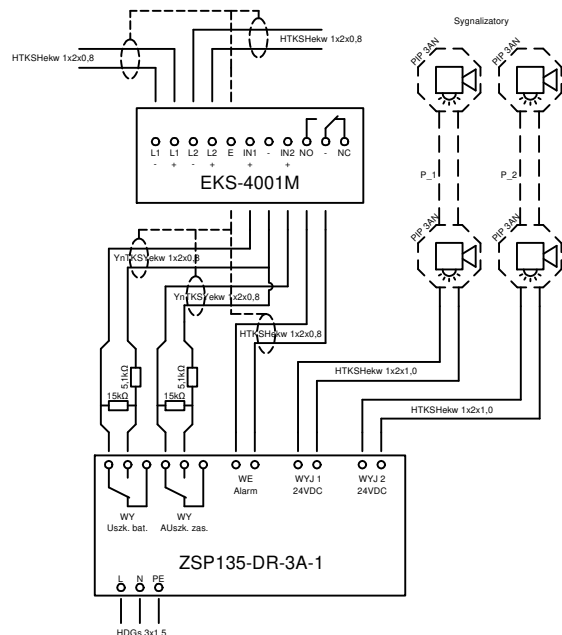 Sygnalizatory
HTKSHekw 1x2x0,8
HTKSHekw 1x2x0,8
PIP 3AN
PIP 3AN
L1 L1 L2 L2 E IN1 - IN2 NO - NC
- + - + + +
EKS-4001M
P_1
P_2
PIP 3AN
PIP 3AN
YnTKSYekw 1x2x0,8
YnTKSYekw 1x2x0,8
HTKSHekw 1x2x0,8
5,1kΩ
5,1kΩ
15kΩ
15kΩ
HTKSHekw 1x2x1,0
HTKSHekw 1x2x1,0
WE
Alarm
WYJ 1
24VDC
WYJ 2
24VDC
WY
Uszk. bat.
WY
AUszk. zas.
ZSP135-DR-3A-1
L N PE
HDGs 3x1,5